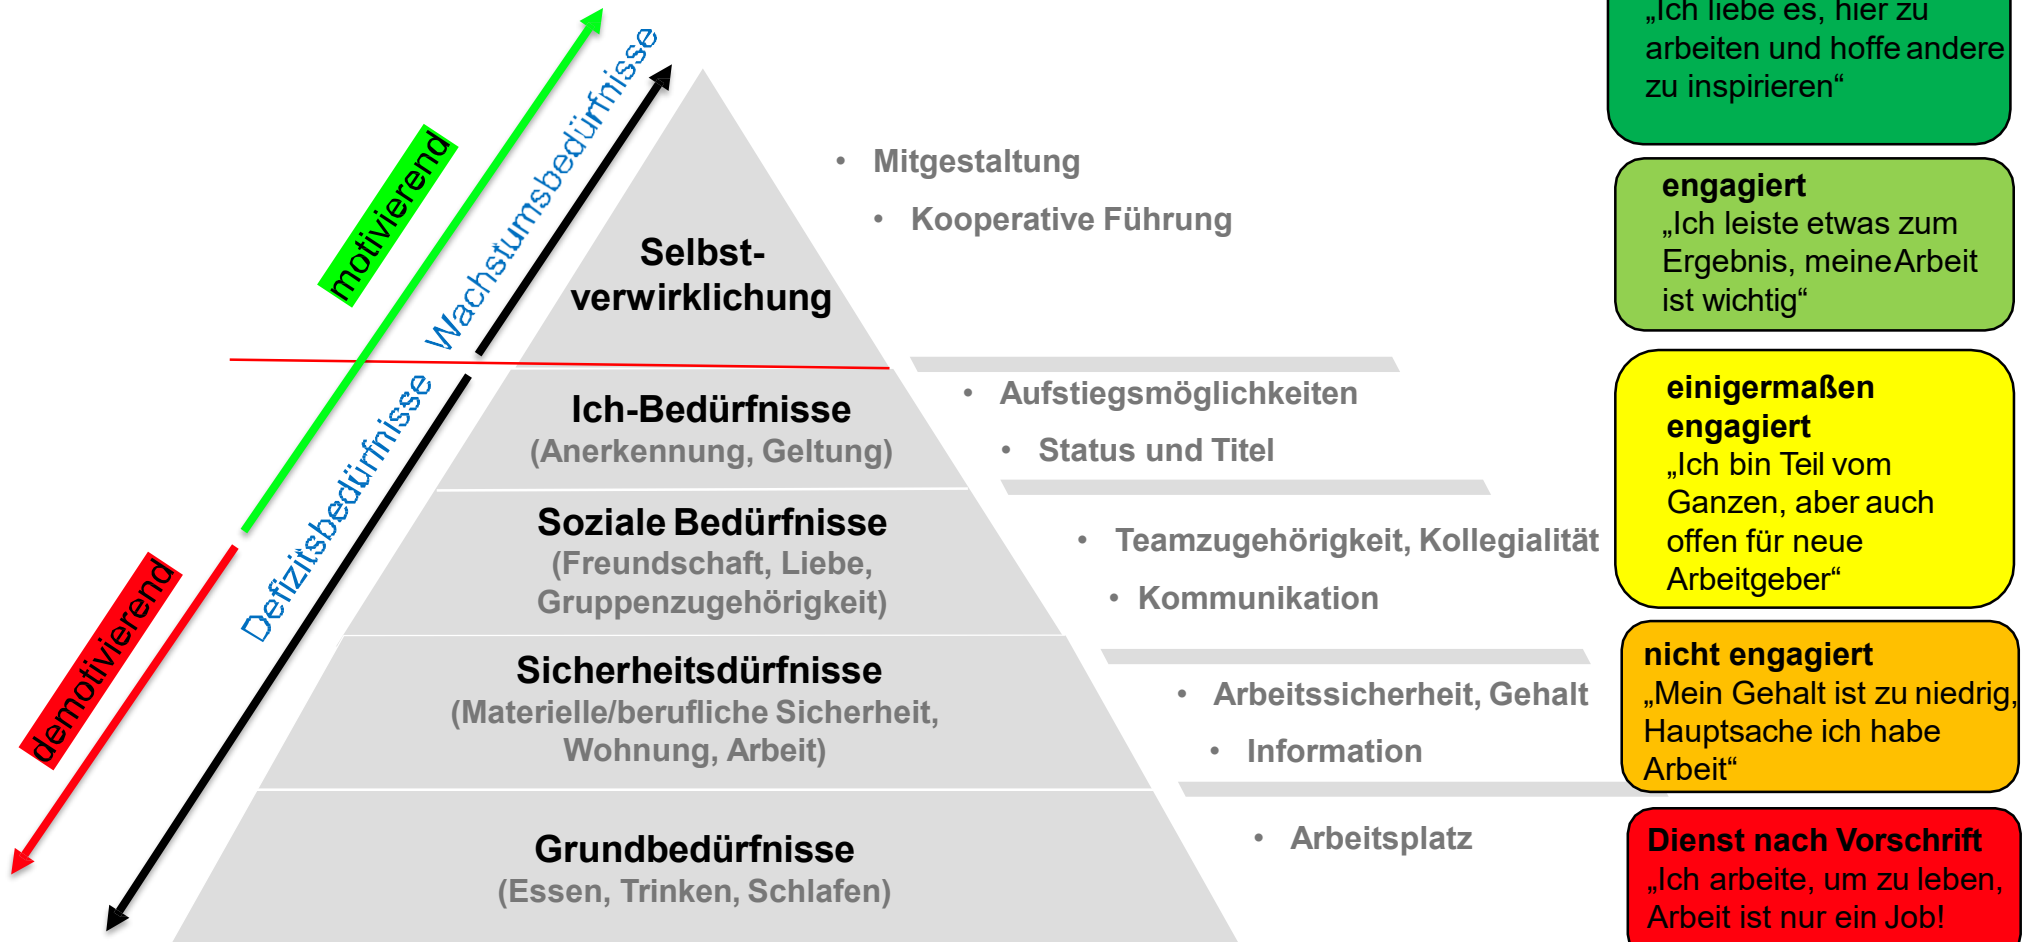 motivierend
demotivierend
Wachstumsbedürfnisse
Defizitsbedürfnisse
Selbst-
verwirklichung
Ich-Bedürfnisse
(Anerkennung, Geltung)
Soziale Bedürfnisse
(Freundschaft, Liebe,
Gruppenzugehörigkeit)
Sicherheitsdürfnisse
(Materielle/berufliche Sicherheit,
Wohnung, Arbeit)
Grundbedürfnisse
(Essen, Trinken, Schlafen)
• Mitgestaltung
• Kooperative Führung
• Aufstiegsmöglichkeiten
• Status und Titel
• Teamzugehörigkeit, Kollegialität
• Kommunikation
• Arbeitssicherheit, Gehalt
• Information
• Arbeitsplatz
„Ich liebe es, hier zu
arbeiten und hoffe andere
zu inspirieren“
engagiert
„Ich leiste etwas zum
Ergebnis, meine Arbeit
ist wichtig“
einigermaßen
engagiert
„Ich bin Teil vom
Ganzen, aber auch
offen für neue
Arbeitgeber“
nicht engagiert
„Mein Gehalt ist zu niedrig,
Hauptsache ich habe
Arbeit“
Dienst nach Vorschrift
„Ich arbeite, um zu leben,
Arbeit ist nur ein Job!